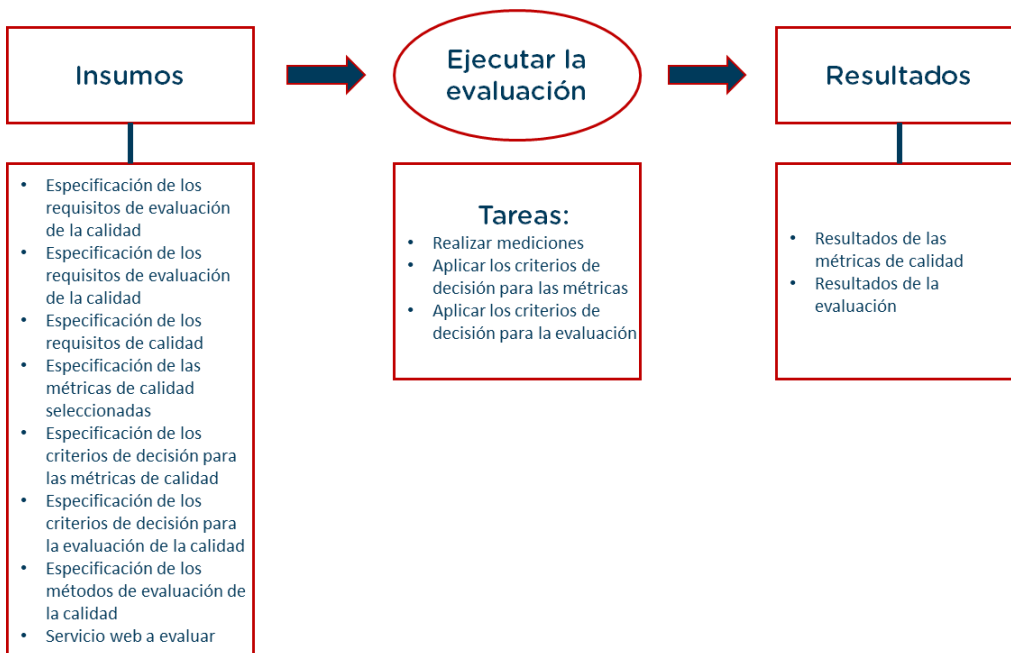 Insumos
Ejecutar la
evaluación
Resultados
• Especificación de los
requisitos de evaluación
de la calidad
• Especificación de los
requisitos de evaluación
de la calidad
• Especificación de los
requisitos de calidad
• Especificación de las
métricas de calidad
seleccionadas
• Especificación de los
criterios de decisión para
las métricas de calidad
• Especificación de los
criterios de decisión para
la evaluación de la calidad
• Especificación de los
métodos de evaluación de
la calidad
• Servicio web a evaluar
Tareas:
• Realizar mediciones
• Aplicar los criterios de
decisión para las métricas
• Aplicar los criterios de
decisión para la evaluación
• Resultados de las
métricas de calidad
• Resultados de la
evaluación